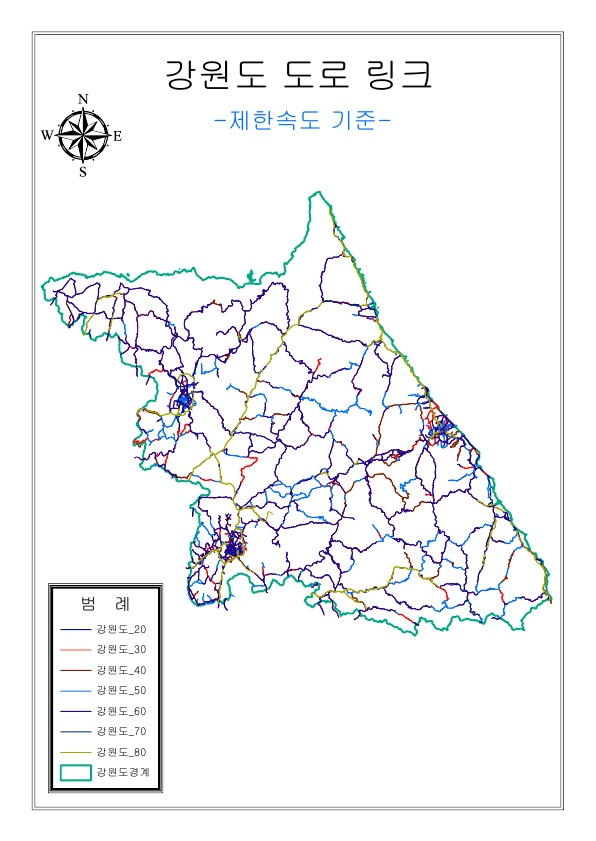 강원도 도로 링크
-제한속도 기준-
N
W E
S
범 례
강원도_20
강원도_30
강원도_40
강원도_50
강원도_60
강원도_70
강원도_80
강원도경계